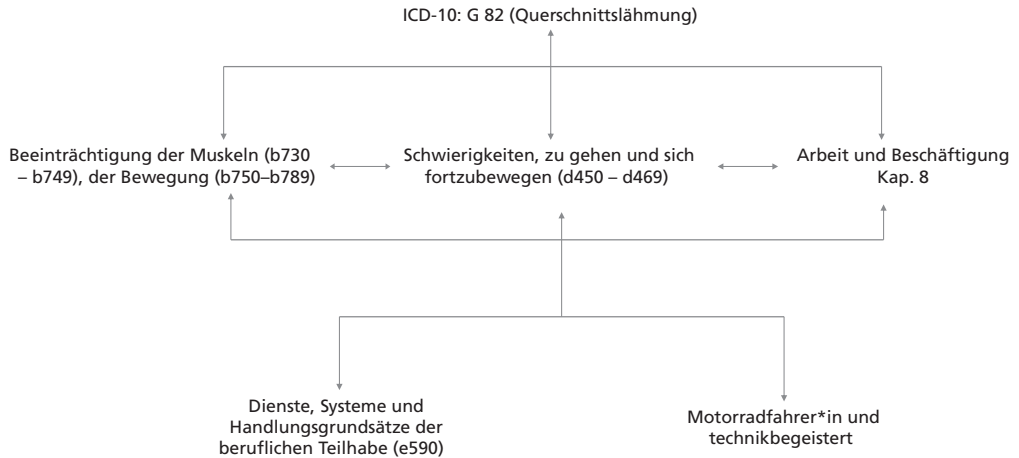 ICD-10: G 82 (Querschnittslähmung)
Beeinträchtigung der Muskeln (b730
– b749), der Bewegung (b750–b789)
Schwierigkeiten, zu gehen und sich
fortzubewegen (d450 – d469)
Arbeit und Beschäftigung
Kap. 8
Dienste, Systeme und
Handlungsgrundsätze der
beruflichen Teilhabe (e590)
Motorradfahrer*in und
technikbegeistert